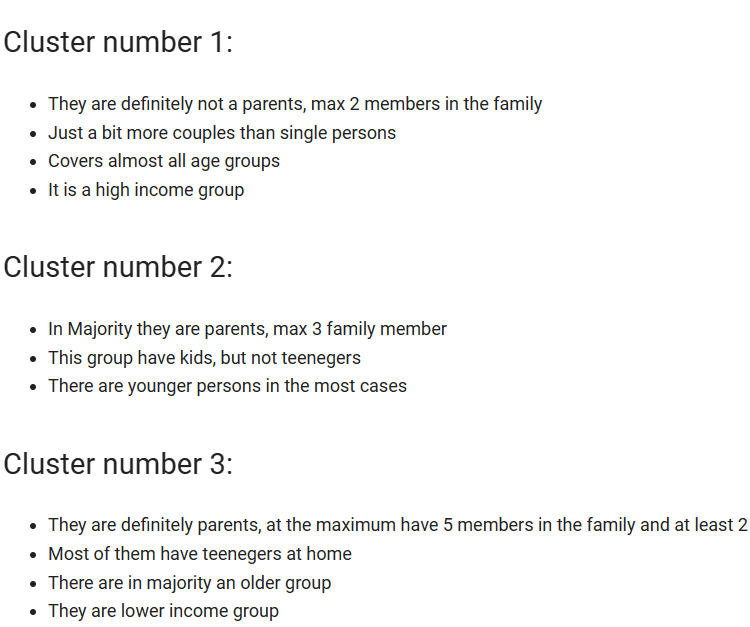 Cluster number 1:
• They are definitely not a parents, max 2 members in the family
• Just a bit more couples than single persons
• Covers almost all age groups
• It is a high income group
Cluster number 2:
• In Majority they are parents, max 3 family member
• This group have kids, but not teenegers
• There are younger persons in the most cases
Cluster number 3:
• They are definitely parents, at the maximum have 5 members in the family and at least 2
• Most of them have teenegers at home
• There are in majority an older group
• They are lower income group